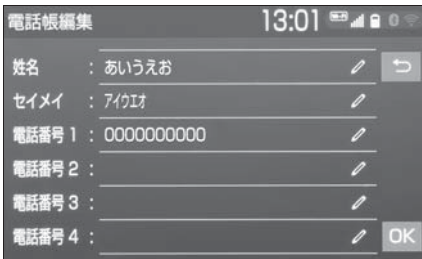 電話帳編集 13:01 0
姓名 : あいうえお
セイメイ : アイウエオ
電話番号 1 : 0000000000
電話番号 2 :
電話番号 3 :
電話番号 4 : OK